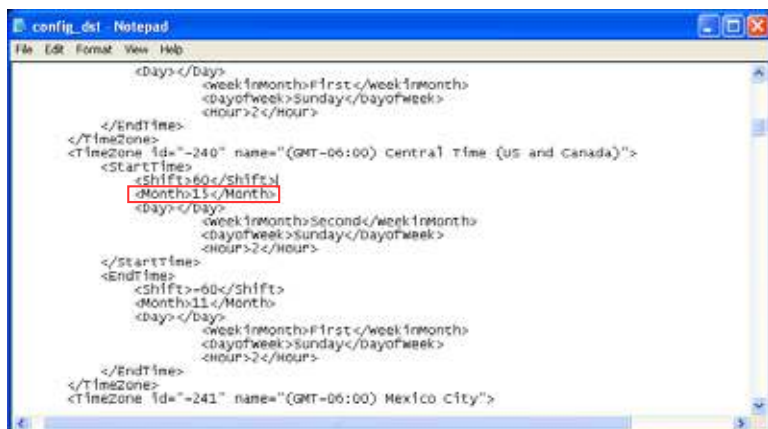 config_dst - Notepad
File Edit Format View Help
<Day></Day>
<WeekInMonth>First</WeekInMonth>
<DayofWeek>Sunday</DayofWeek>
<Hour>2</Hour>
</EndTime>
</TimeZone>
<TimeZone id="-240" name="(GMT-06:00) Central Time (US and Canada)">
<StartTime>
<Shift>60</Shift>
<Month>15</Month>
<Day></Day>
<WeekInMonth>Second</WeekInMonth>
<DayofWeek>Sunday</DayofWeek>
<Hour>2</Hour>
</StartTime>
<EndTime>
<Shift>-60</Shift>
<Month>11</Month>
<Day></Day>
<WeekInMonth>First</WeekInMonth>
<DayofWeek>Sunday</DayofWeek>
<Hour>2</Hour>
</EndTime>
</TimeZone>
<TimeZone id="-241" name="(GMT-06:00) Mexico City">